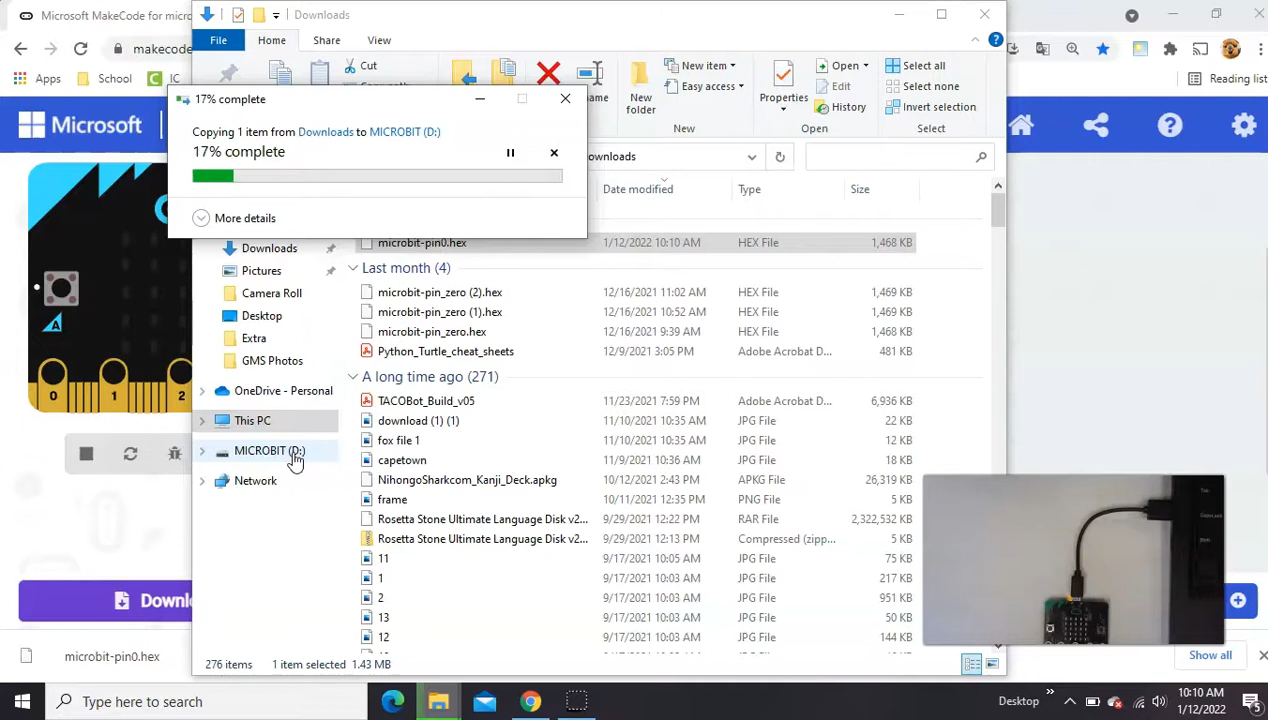 Microsoft MakeCode for micro
Downloads
makecode
File
Home
Share
View
Apps
School
IC
Reading list
Cut
New item
Easy access
Open
Edit
History
Select all
Select none
Invert selection
New folder
Properties
New
Open
Select
Microsoft
17% complete
Copying 1 item from Downloads to MICROBIT (D:)
17% complete
More details
ownloads
Date modified
Type
Size
Downloads
Pictures
Camera Roll
Desktop
Extra
GMS Photos
OneDrive - Personal
This PC
MICROBIT (D:)
Network
microbit-pin0.hex 1/12/2022 10:10 AM HEX File 1,468 KB
Last month (4)
microbit-pin_zero (2).hex 12/16/2021 11:02 AM HEX File 1,469 KB
microbit-pin_zero (1).hex 12/16/2021 10:52 AM HEX File 1,469 KB
microbit-pin_zero.hex 12/16/2021 9:39 AM HEX File 1,468 KB
Python_Turtle_cheat_sheets 12/9/2021 3:05 PM Adobe Acrobat D... 481 KB
A long time ago (271)
TACOBot_Build_v05 11/23/2021 7:59 PM Adobe Acrobat D... 6,936 KB
download (1) (1) 11/10/2021 10:35 AM JPG File 22 KB
fox file 1 11/10/2021 10:35 AM JPG File 12 KB
capetown 11/9/2021 10:36 AM JPG File 18 KB
NihongoSharkcom_Kanji_Deck.apkg 10/12/2021 2:43 PM APKG File 26,319 KB
frame 10/11/2021 12:35 PM PNG File 5 KB
Rosetta Stone Ultimate Language Disk v2... 9/29/2021 12:22 PM RAR File 2,322,532 KB
Rosetta Stone Ultimate Language Disk v2... 9/29/2021 12:13 PM Compressed (zipp... 5 KB
11 9/17/2021 10:05 AM JPG File 75 KB
1 9/17/2021 10:03 AM JPG File 217 KB
2 9/17/2021 10:03 AM JPG File 951 KB
13 9/17/2021 10:03 AM JPG File 50 KB
12 9/17/2021 10:03 AM JPG File 144 KB
A
0 1 2
Downlo
276 items 1 item selected 1.43 MB
microbit-pin0.hex
Show all
Type here to search
Desktop
10:10 AM
1/12/2022
5